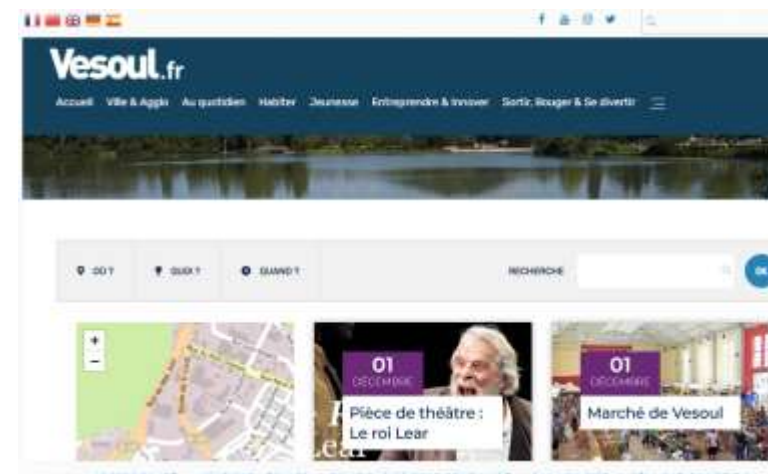 Vesoul.fr
Accueil Ville & Agglo Au quotidien Habiter Jeunesse Entreprendre & Innover Sortir, Bouger & Se divertir
OÙ ? QUOI ? QUAND ? RECHERCHE OK
+
−
01
DÉCEMBRE
Pièce de théâtre :
Le roi Lear
Lear
01
DÉCEMBRE
Marché de Vesoul